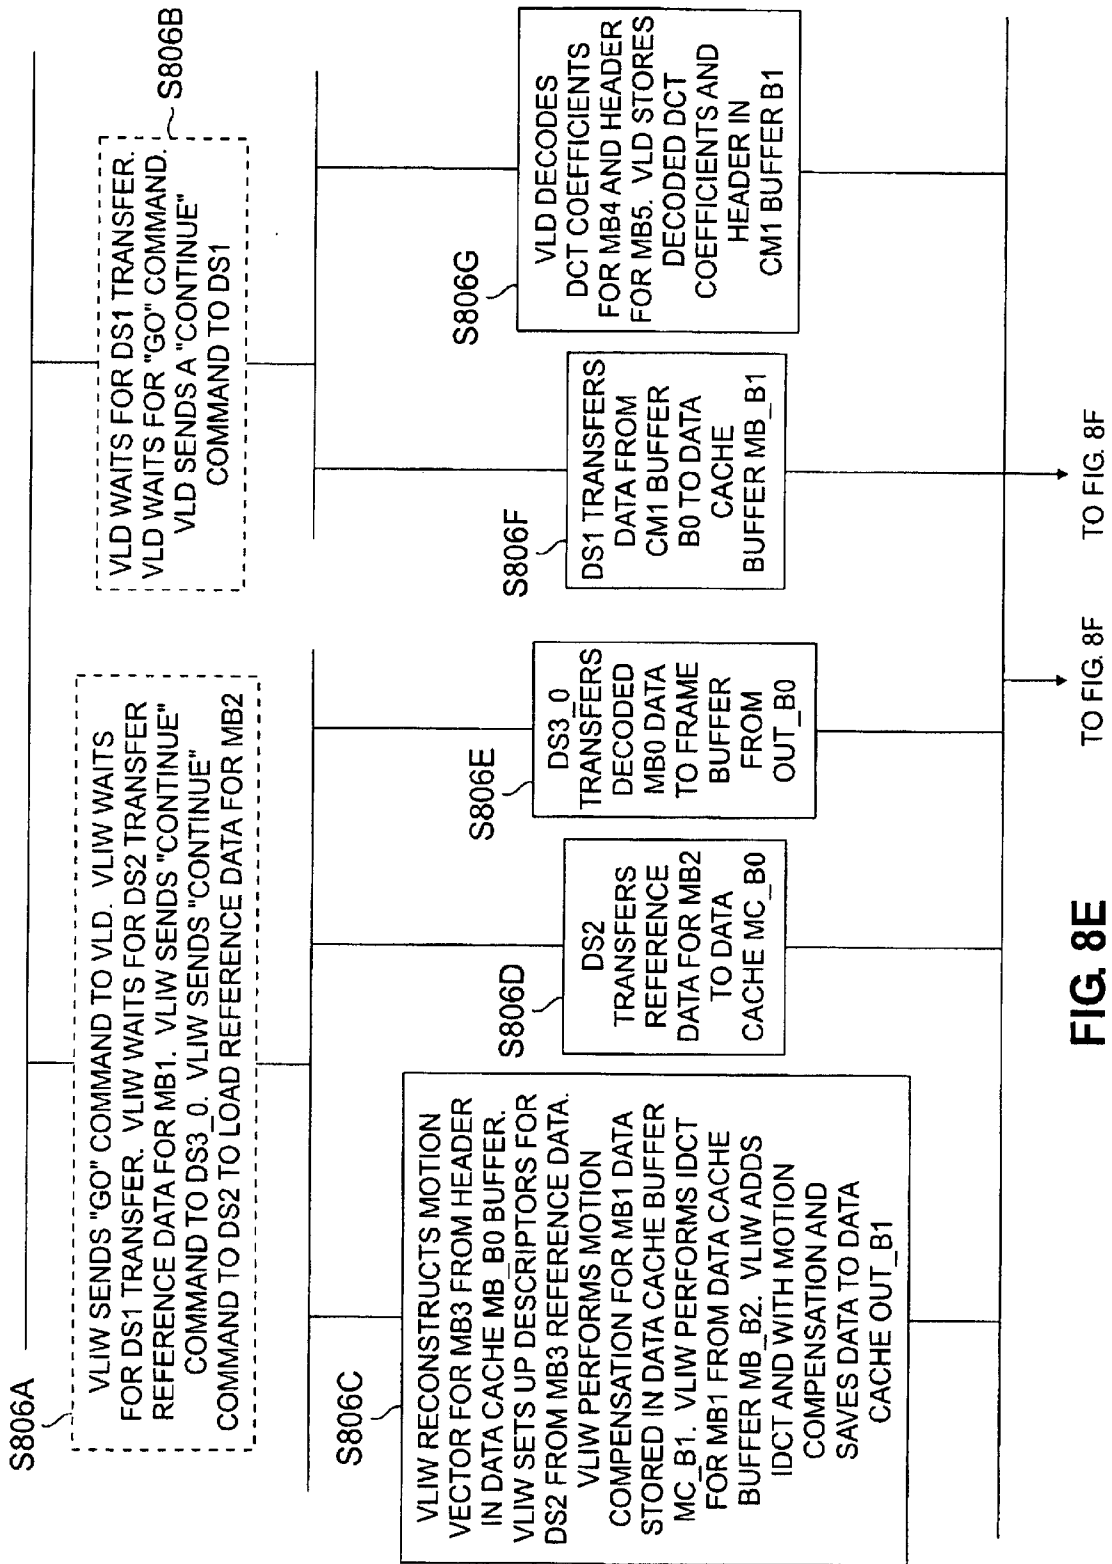 S806A
VLIW SENDS "GO" COMMAND TO VLD. VLIW WAITS
FOR DS1 TRANSFER. VLIW WAITS FOR DS2 TRANSFER
REFERENCE DATA FOR MB1. VLIW SENDS "CONTINUE"
COMMAND TO DS3_0. VLIW SENDS "CONTINUE"
COMMAND TO DS2 TO LOAD REFERENCE DATA FOR MB2
S806B
VLD WAITS FOR DS1 TRANSFER.
VLD WAITS FOR "GO" COMMAND.
VLD SENDS A "CONTINUE"
COMMAND TO DS1
S806C
VLIW RECONSTRUCTS MOTION
VECTOR FOR MB3 FROM HEADER
IN DATA CACHE MB_B0 BUFFER.
VLIW SETS UP DESCRIPTORS FOR
DS2 FROM MB3 REFERENCE DATA.
VLIW PERFORMS MOTION
COMPENSATION FOR MB1 DATA
STORED IN DATA CACHE BUFFER
MC_B1. VLIW PERFORMS IDCT
FOR MB1 FROM DATA CACHE
BUFFER MB_B2. VLIW ADDS
IDCT AND WITH MOTION
COMPENSATION AND
SAVES DATA TO DATA
CACHE OUT_B1
S806D
DS2
TRANSFERS
REFERENCE
DATA FOR MB2
TO DATA
CACHE MC_B0
S806E
DS3_0
TRANSFERS
DECODED
MB0 DATA
TO FRAME
BUFFER
FROM
OUT_B0
S806F
DS1 TRANSFERS
DATA FROM
CM1 BUFFER
B0 TO DATA
CACHE
BUFFER MB_B1
S806G
VLD DECODES
DCT COEFFICIENTS
FOR MB4 AND HEADER
FOR MB5. VLD STORES
DECODED DCT
COEFFICIENTS AND
HEADER IN
CM1 BUFFER B1
TO FIG. 8F
TO FIG. 8F
FIG. 8E